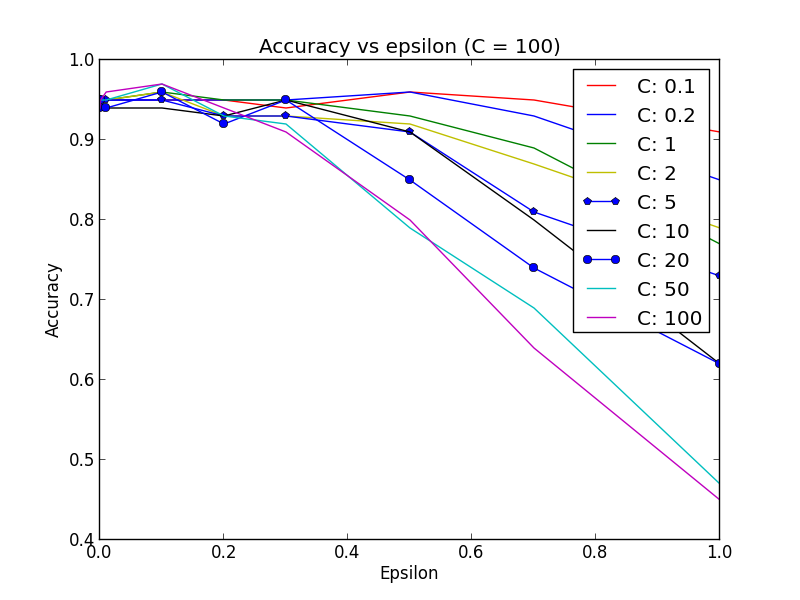 Accuracy vs epsilon (C = 100)
1.0
0.9
0.8
0.7
0.6
0.5
0.4
Accuracy
C: 0.1
C: 0.2
C: 1
C: 2
C: 5
C: 10
C: 20
C: 50
C: 100
0.0 0.2 0.4 0.6 0.8 1.0
Epsilon